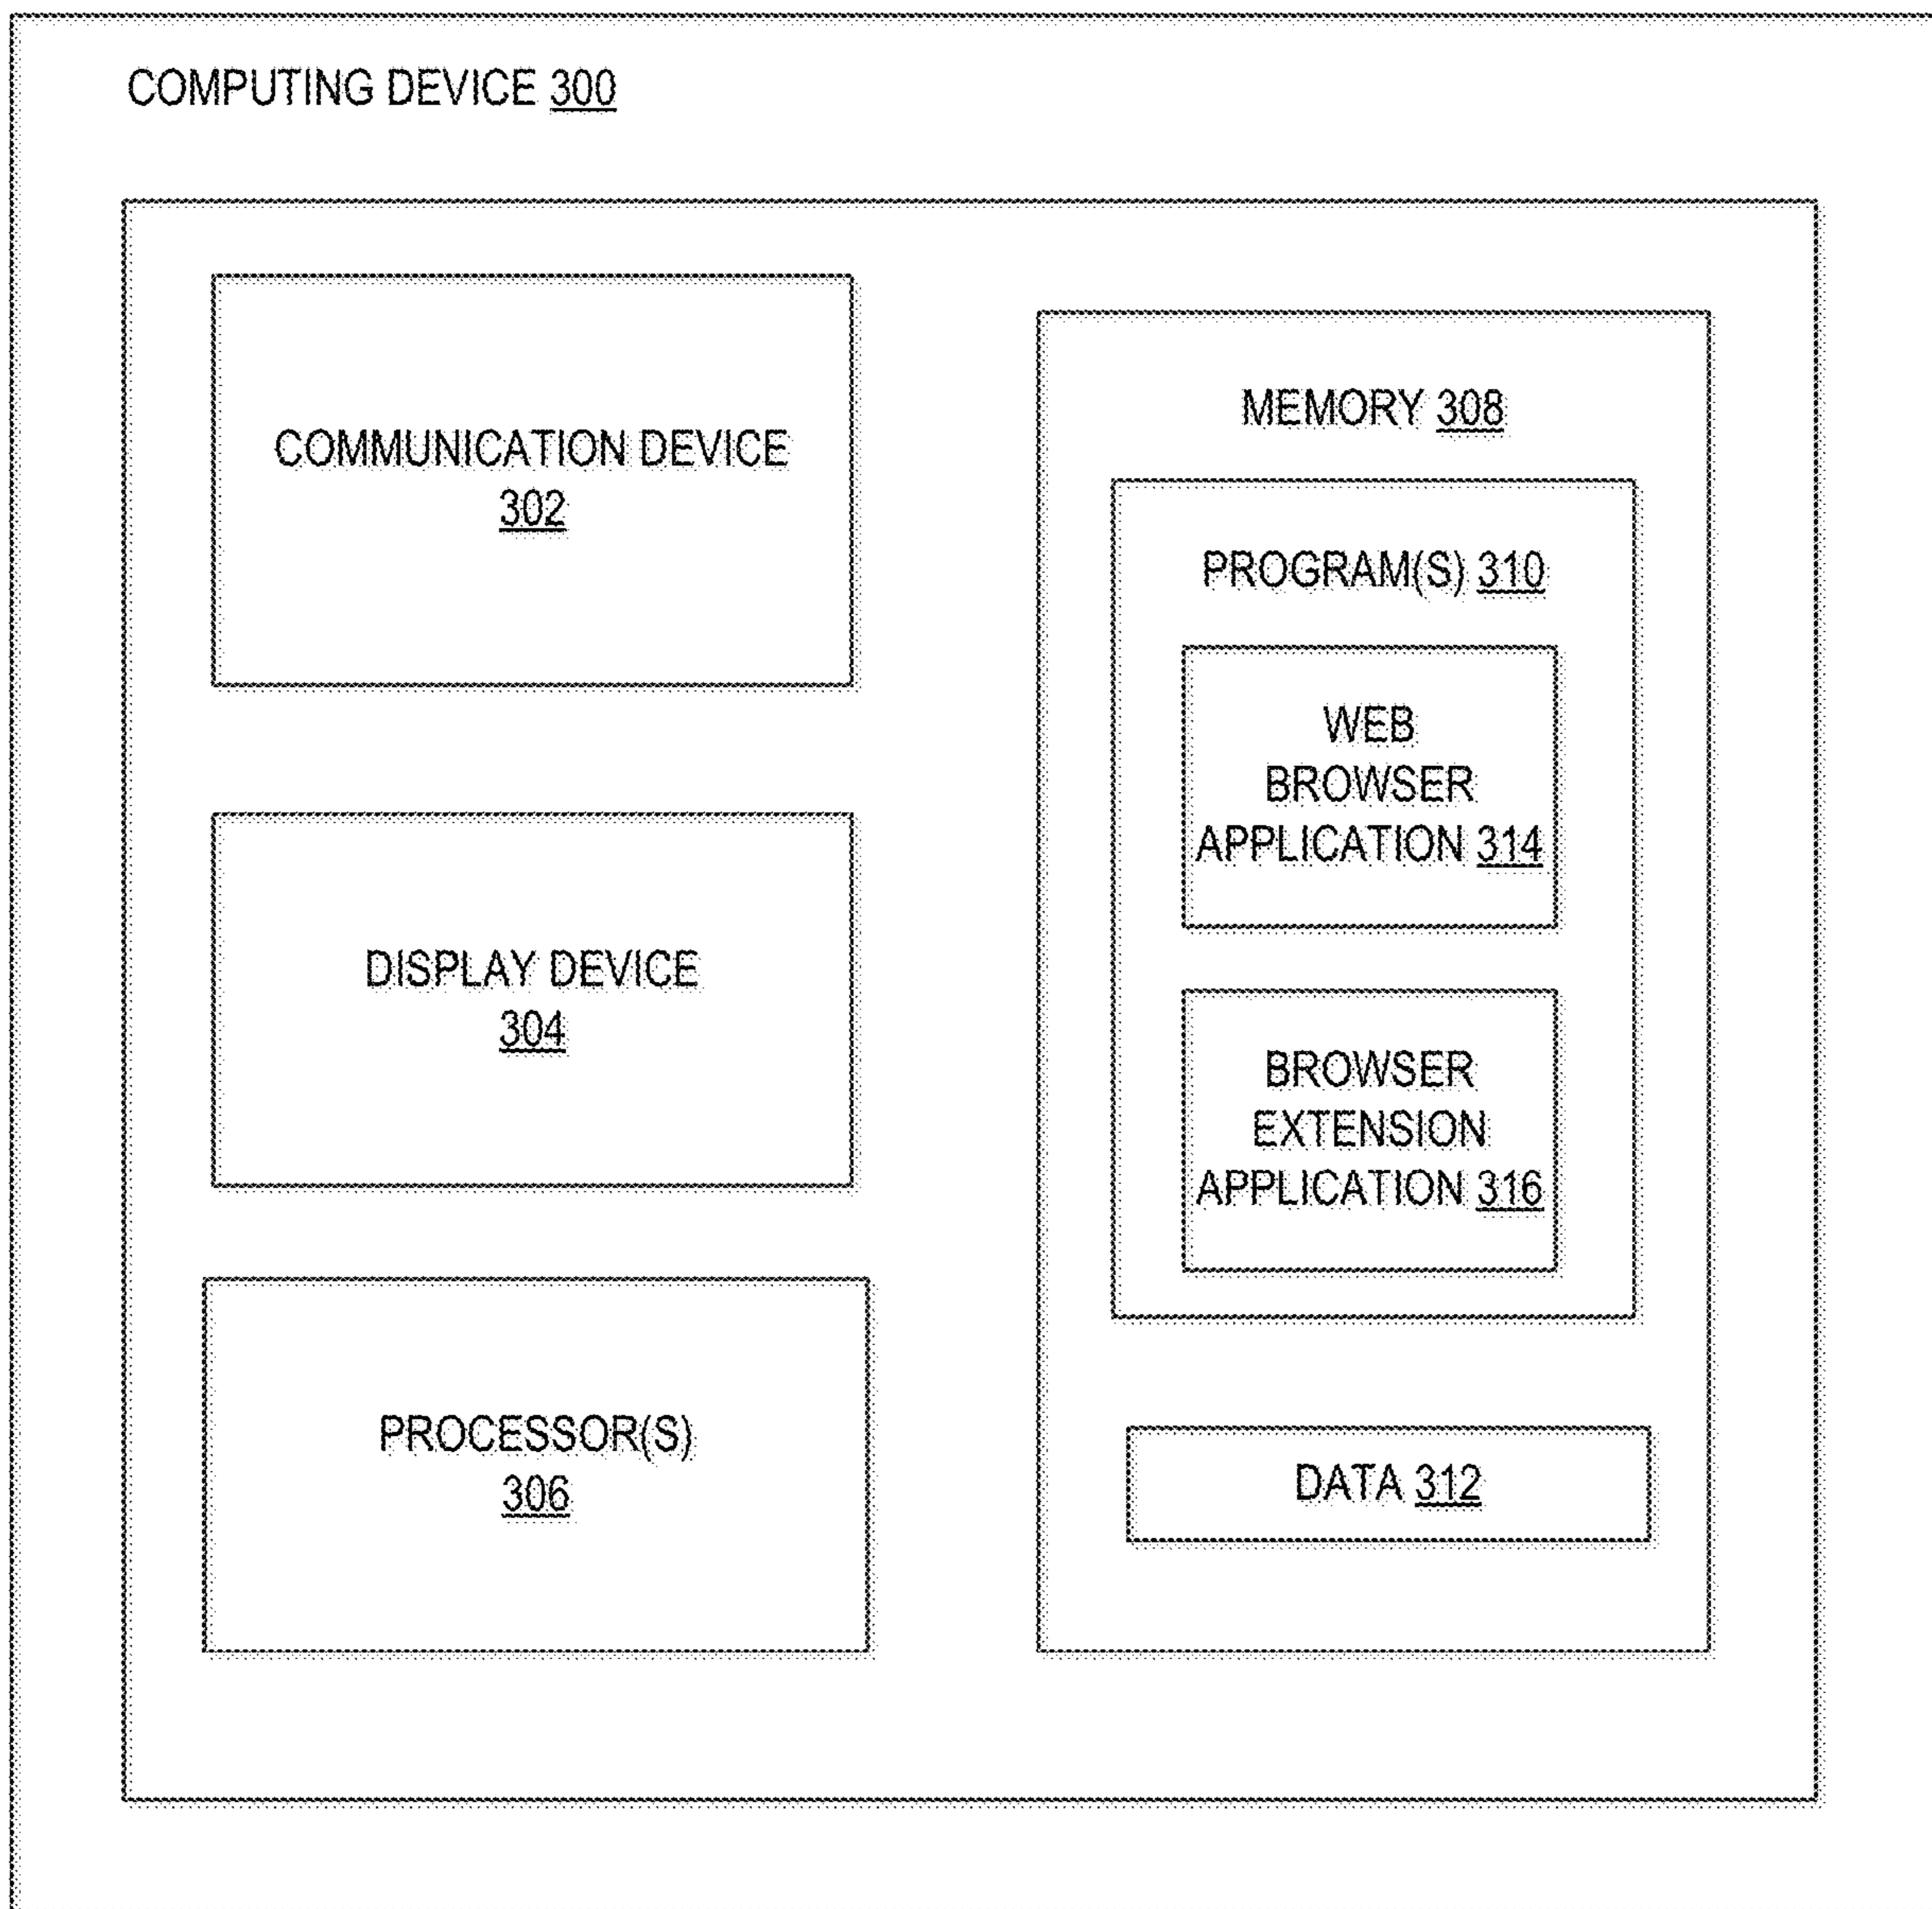 COMPUTING DEVICE 300
COMMUNICATION DEVICE
302
DISPLAY DEVICE
304
PROCESSOR(S)
306
MEMORY 308
PROGRAM(S) 310
WEB
BROWSER
APPLICATION 314
BROWSER
EXTENSION
APPLICATION 316
DATA 312